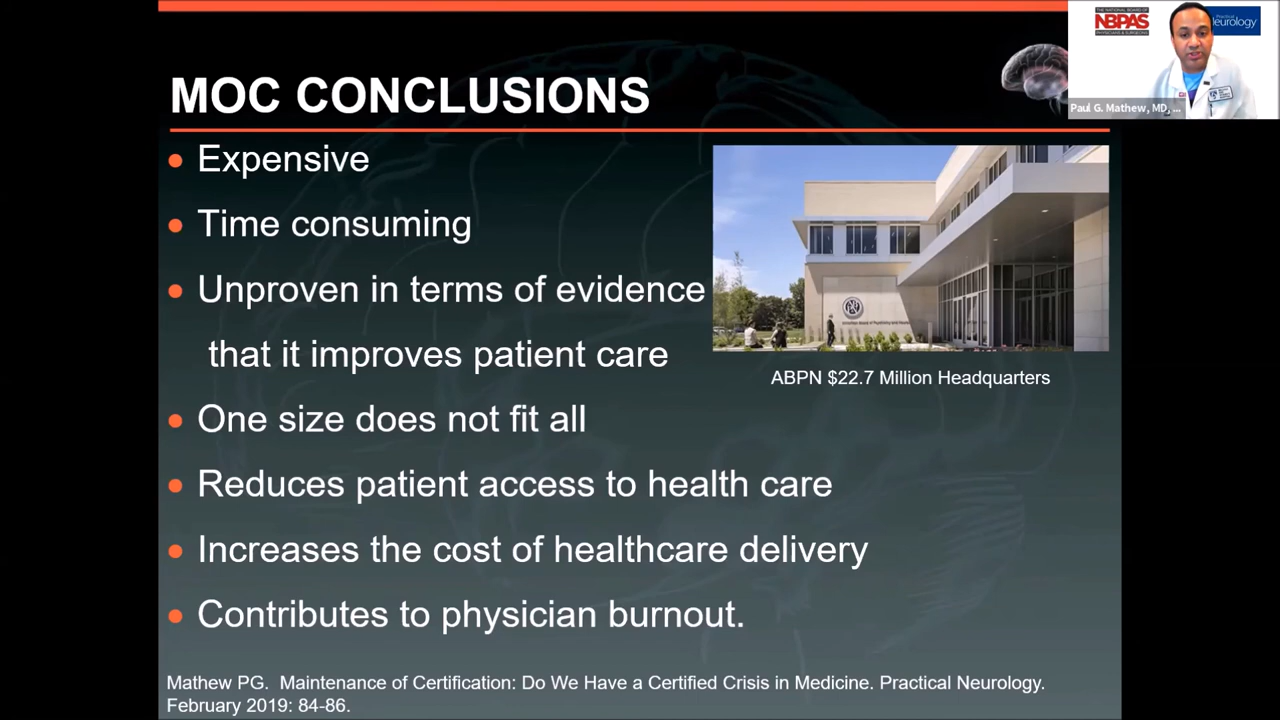 MOC CONCLUSIONS
NBPAS
Neurology
Paul G. Mathew, MD, ...
• Expensive
• Time consuming
• Unproven in terms of evidence
that it improves patient care
• One size does not fit all
• Reduces patient access to health care
• Increases the cost of healthcare delivery
• Contributes to physician burnout.
ABPN $22.7 Million Headquarters
Mathew PG. Maintenance of Certification: Do We Have a Certified Crisis in Medicine. Practical Neurology.
February 2019: 84-86.